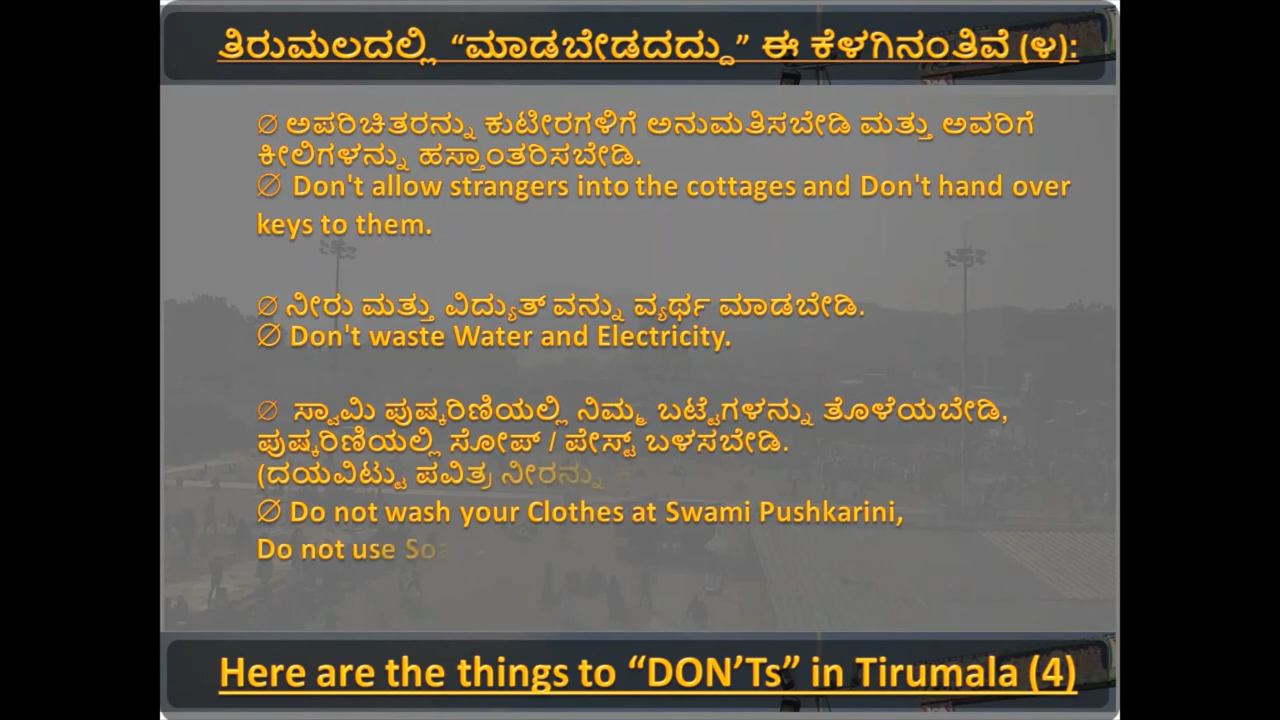 ತಿರುಮಲದಲ್ಲಿ “ಮಾಡಬೇಡದದ್ದು” ಈ ಕೆಳಗಿನಂತಿವೆ (೪):
∅ ಅಪರಿಚಿತರನ್ನು ಕುಟೀರಗಳಿಗೆ ಅನುಮತಿಸಬೇಡಿ ಮತ್ತು ಅವರಿಗೆ
ಕೀಲಿಗಳನ್ನು ಹಸ್ತಾಂತರಿಸಬೇಡಿ.
∅ Don't allow strangers into the cottages and Don't hand over
keys to them.
∅ ನೀರು ಮತ್ತು ವಿದ್ಯುತ್ ವನ್ನು ವ್ಯರ್ಥ ಮಾಡಬೇಡಿ.
∅ Don't waste Water and Electricity.
∅ ಸ್ವಾಮಿ ಪುಷ್ಕರಿಣಿಯಲ್ಲಿ ನಿಮ್ಮ ಬಟ್ಟೆಗಳನ್ನು ತೊಳೆಯಬೇಡಿ,
ಪುಷ್ಕರಿಣಿಯಲ್ಲಿ ಸೋಪ್ / ಪೇಸ್ಟ್ ಬಳಸಬೇಡಿ.
(ದಯವಿಟ್ಟು ಪವಿತ್ರ ನೀರನ್ನು
∅ Do not wash your Clothes at Swami Pushkarini,
Do not use
Here are the things to “DON’Ts” in Tirumala (4)